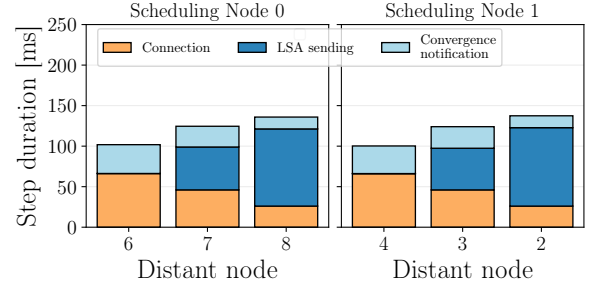 Scheduling Node 0
Scheduling Node 1
Connection
LSA sending
Convergence
notification
Step duration [ms]
250
200
150
100
50
0
6
7
8
4
3
2
Distant node
Distant node